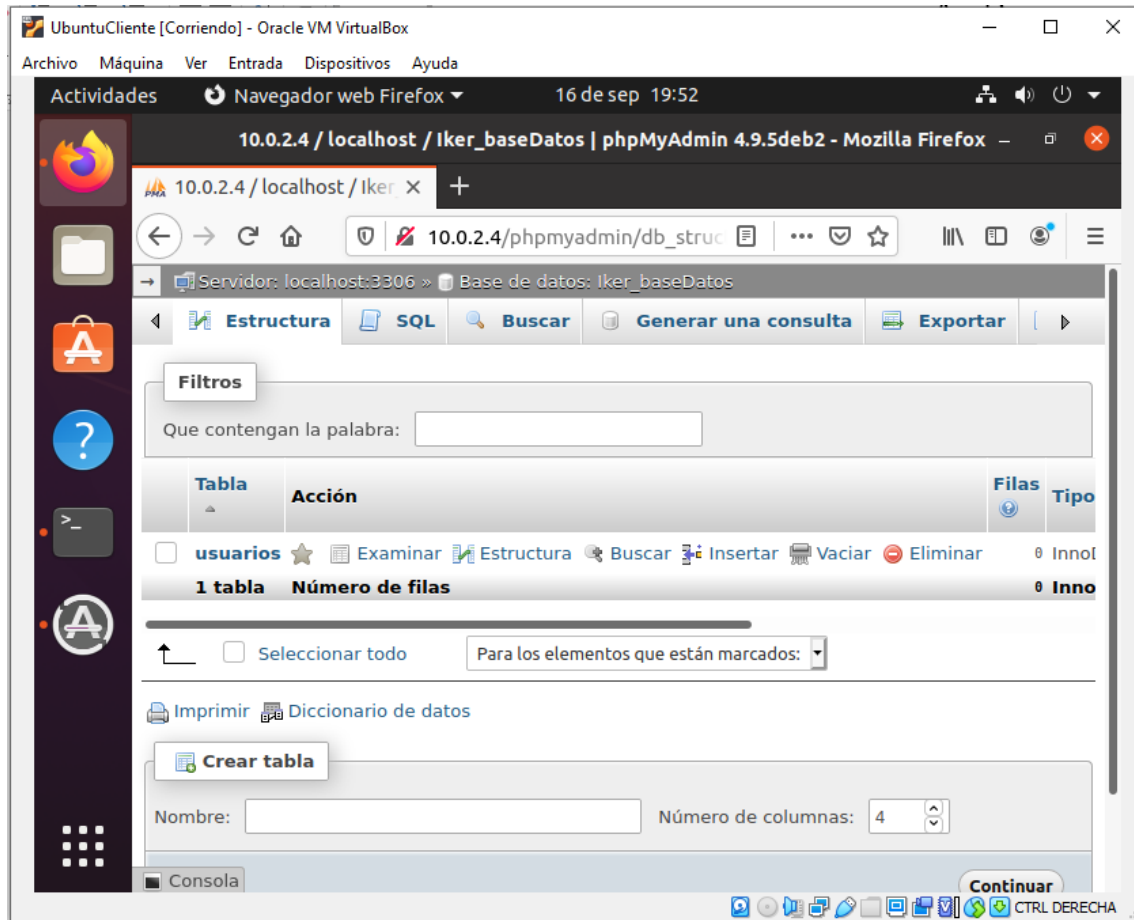 UbuntuCliente [Corriendo] - Oracle VM VirtualBox
Archivo Máquina Ver Entrada Dispositivos Ayuda
Actividades Navegador web Firefox 16 de sep 19:52
10.0.2.4 / localhost / Iker_baseDatos | phpMyAdmin 4.9.5deb2 - Mozilla Firefox
PMA 10.0.2.4 / localhost / Iker_
10.0.2.4/phpmyadmin/db_struc
Servidor: localhost:3306 » Base de datos: Iker_baseDatos
Estructura SQL Buscar Generar una consulta Exportar
Filtros
Que contengan la palabra:
Tabla Acción Filas Tipo
usuarios Examinar Estructura Buscar Insertar Vaciar Eliminar 0 InnoD
1 tabla Número de filas 0 Inno
Seleccionar todo Para los elementos que están marcados:
Imprimir Diccionario de datos
Crear tabla
Nombre: Número de columnas: 4
Consola Continuar
CTRL DERECHA